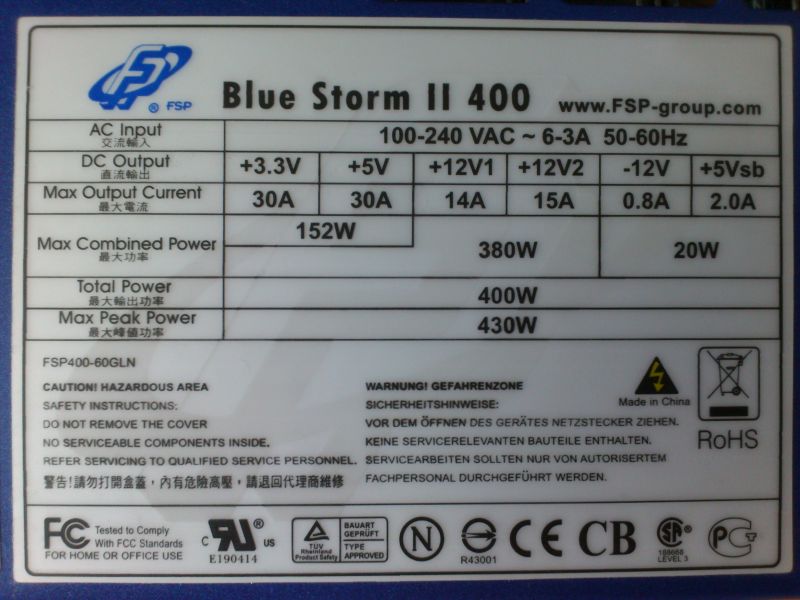 FSP ® FSP Blue Storm II 400 www.FSP-group.com
AC Input 100-240 VAC ~ 6-3A 50-60Hz
交流輸入
DC Output +3.3V +5V +12V1 +12V2 -12V +5Vsb
直流輸出
Max Output Current 30A 30A 14A 15A 0.8A 2.0A
最大電流
152W
Max Combined Power 380W 20W
最大功率
Total Power 400W
最大輸出功率
Max Peak Power 430W
最大峰值功率
FSP400-60GLN
CAUTION! HAZARDOUS AREA
SAFETY INSTRUCTIONS:
DO NOT REMOVE THE COVER
NO SERVICEABLE COMPONENTS INSIDE.
REFER SERVICING TO QUALIFIED SERVICE PERSONNEL.
警告!請勿打開盒蓋，內有危險高壓，請退回代理商維修
WARNUNG! GEFAHRENZONE
SICHERHEITSHINWEISE:
VOR DEM ÖFFNEN DES GERÄTES NETZSTECKER ZIEHEN.
KEINE SERVICERELEVANTEN BAUTEILE ENTHALTEN.
SERVICEARBEITEN SOLLTEN NUR VON AUTORISERTEM
FACHPERSONAL DURCHGEFÜHRT WERDEN.
Made in China
RoHS
FC Tested to Comply
With FCC Standards
FOR HOME OR OFFICE USE
C RU ® US
E190414
TÜV
Rheinland
Product Safety
BAUART
GEPRÜFT
TYPE
APPROVED
N
S
R43001
CE
CB
SA ®
188688
LEVEL 3
PCT